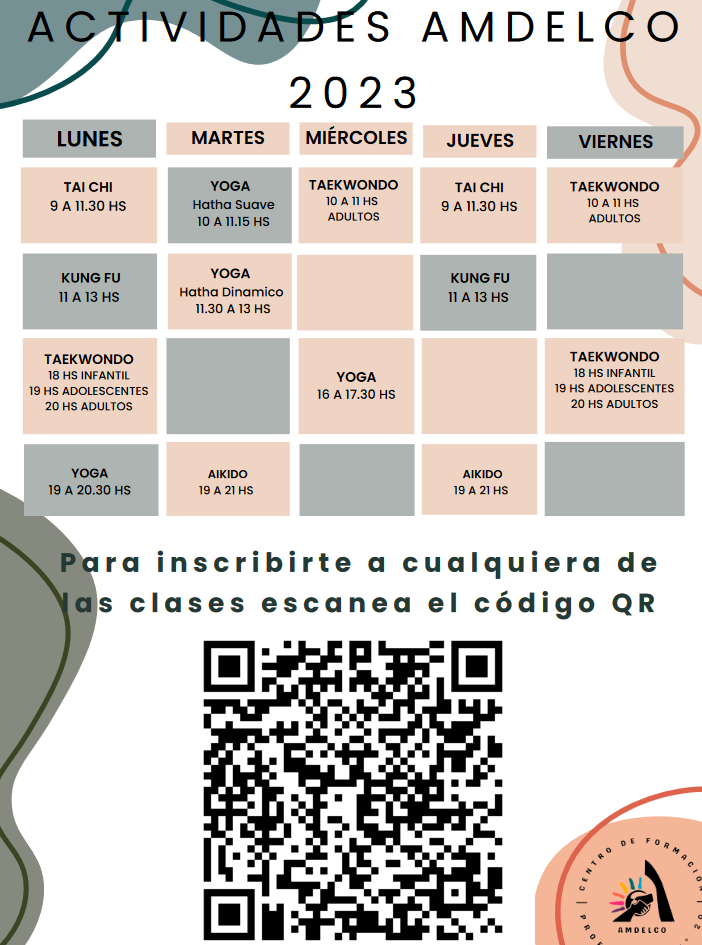 ACTIVIDADES AMDELCO
2023
LUNES
MARTES
MIÉRCOLES
JUEVES
VIERNES
TAI CHI
9 A 11.30 HS
YOGA
Hatha Suave
10 A 11.15 HS
TAEKWONDO
10 A 11 HS
ADULTOS
TAI CHI
9 A 11.30 HS
TAEKWONDO
10 A 11 HS
ADULTOS
KUNG FU
11 A 13 HS
YOGA
Hatha Dinamico
11.30 A 13 HS
KUNG FU
11 A 13 HS
TAEKWONDO
18 HS INFANTIL
19 HS ADOLESCENTES
20 HS ADULTOS
YOGA
16 A 17.30 HS
TAEKWONDO
18 HS INFANTIL
19 HS ADOLESCENTES
20 HS ADULTOS
YOGA
19 A 20.30 HS
AIKIDO
19 A 21 HS
AIKIDO
19 A 21 HS
Para inscribirte a cualquiera de
las clases escanea el código QR
CENTRO DE FORMACIÓN
AMDELCO